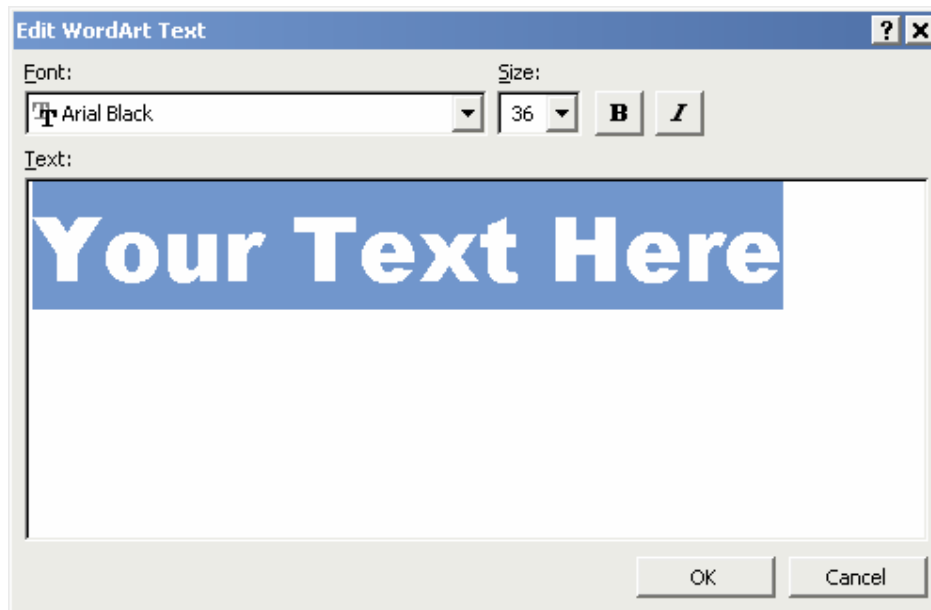 Edit WordArt Text
Font:
Size:
Arial Black
36
B
I
Text:
Your Text Here
OK
Cancel